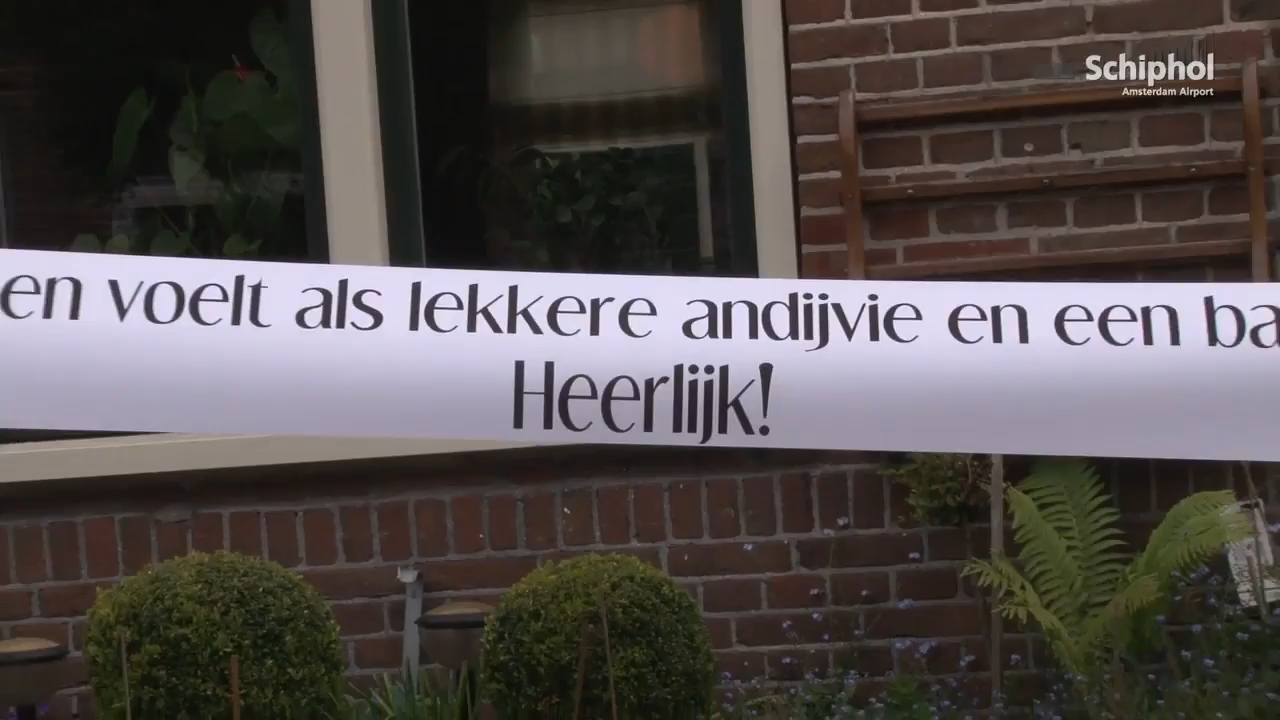 Schiphol
Amsterdam Airport
en voelt als lekkere andijvie en een ba
Heerlijk!